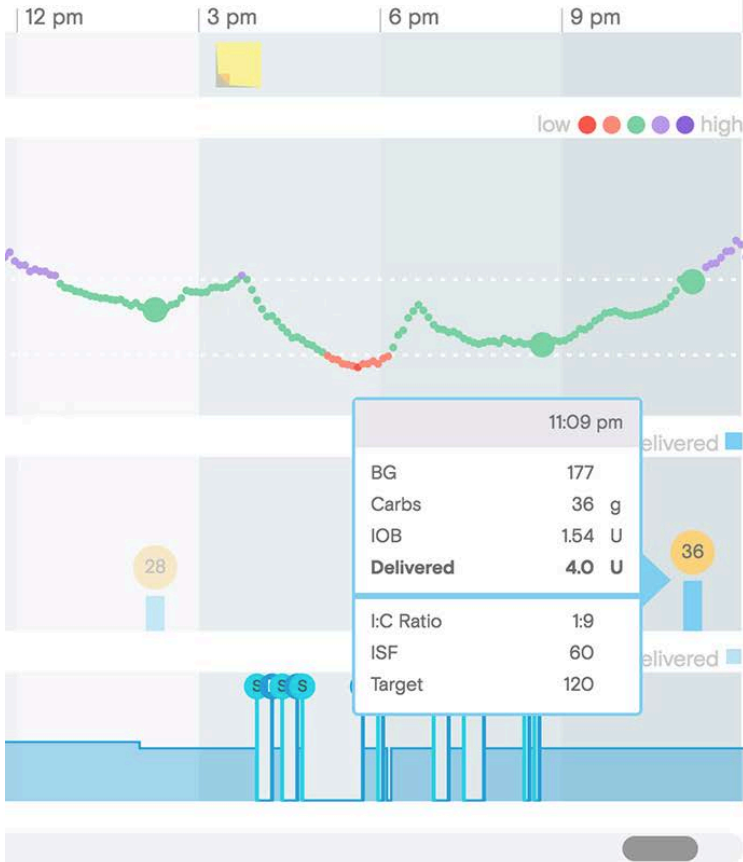 12 pm 3 pm 6 pm 9 pm
low high
11:09 pm
elivered
BG 177
Carbs 36 g
IOB 1.54 U
Delivered 4.0 U
28
36
I:C Ratio 1:9
ISF 60
elivered
Target 120
S S S